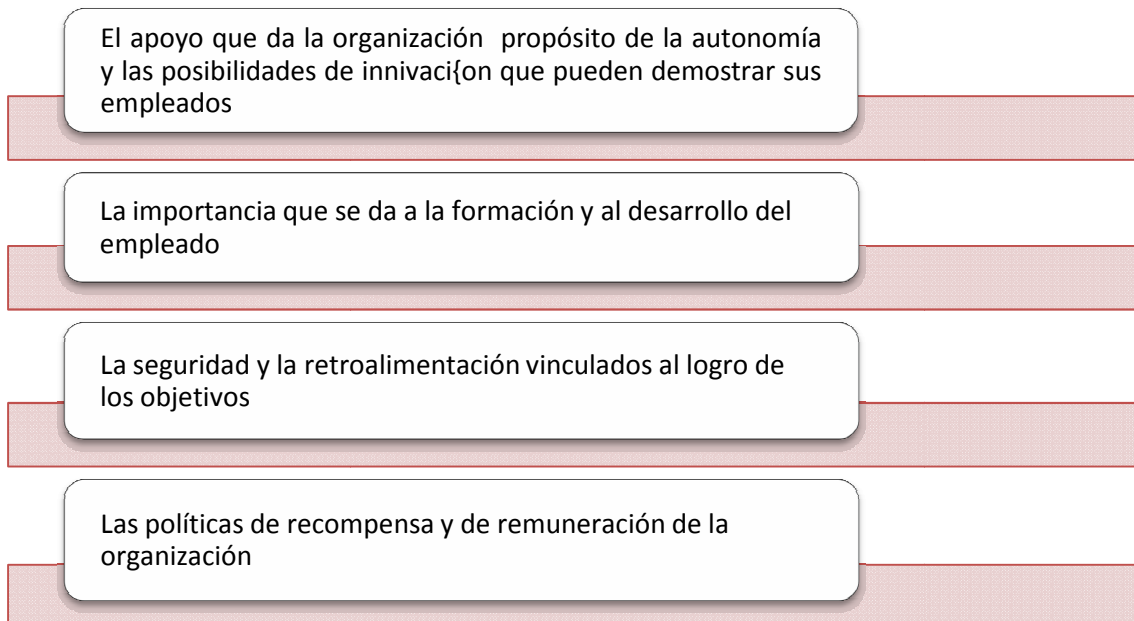 El apoyo que da la organización propósito de la autonomía
y las posibilidades de innivaci{on que pueden demostrar sus
empleados
La importancia que se da a la formación y al desarrollo del
empleado
La seguridad y la retroalimentación vinculados al logro de
los objetivos
Las políticas de recompensa y de remuneración de la
organización